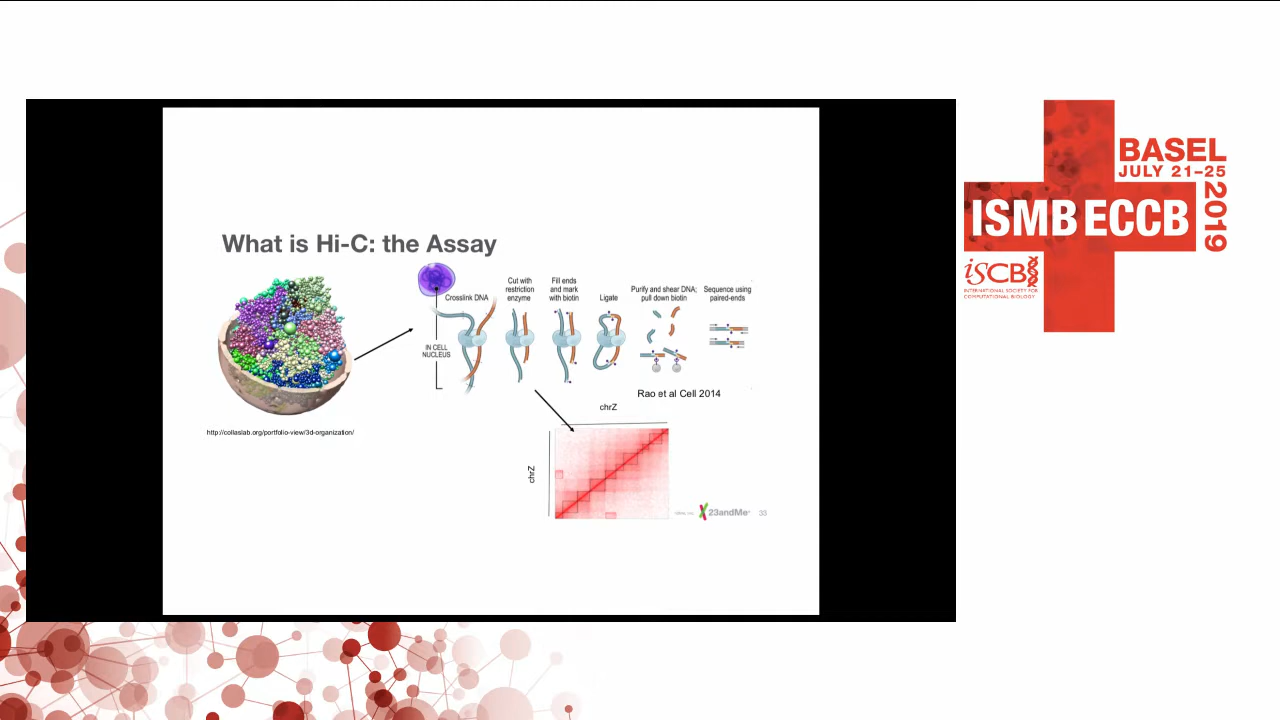 What is Hi-C: the Assay
Crosslink DNA
Cut with
restriction
enzyme
Fill ends
and mark
with biotin
Ligate
Purify and shear DNA;
pull down biotin
Sequence using
paired-ends
IN CELL
NUCLEUS
Rao et al Cell 2014
http://collaslab.org/portfolio-view/3d-organization/
chrZ
chrZ
23andMe
33
BASEL
JULY 21–25
2019
ISMB ECCB
iSCB
INTERNATIONAL SOCIETY FOR
COMPUTATIONAL BIOLOGY